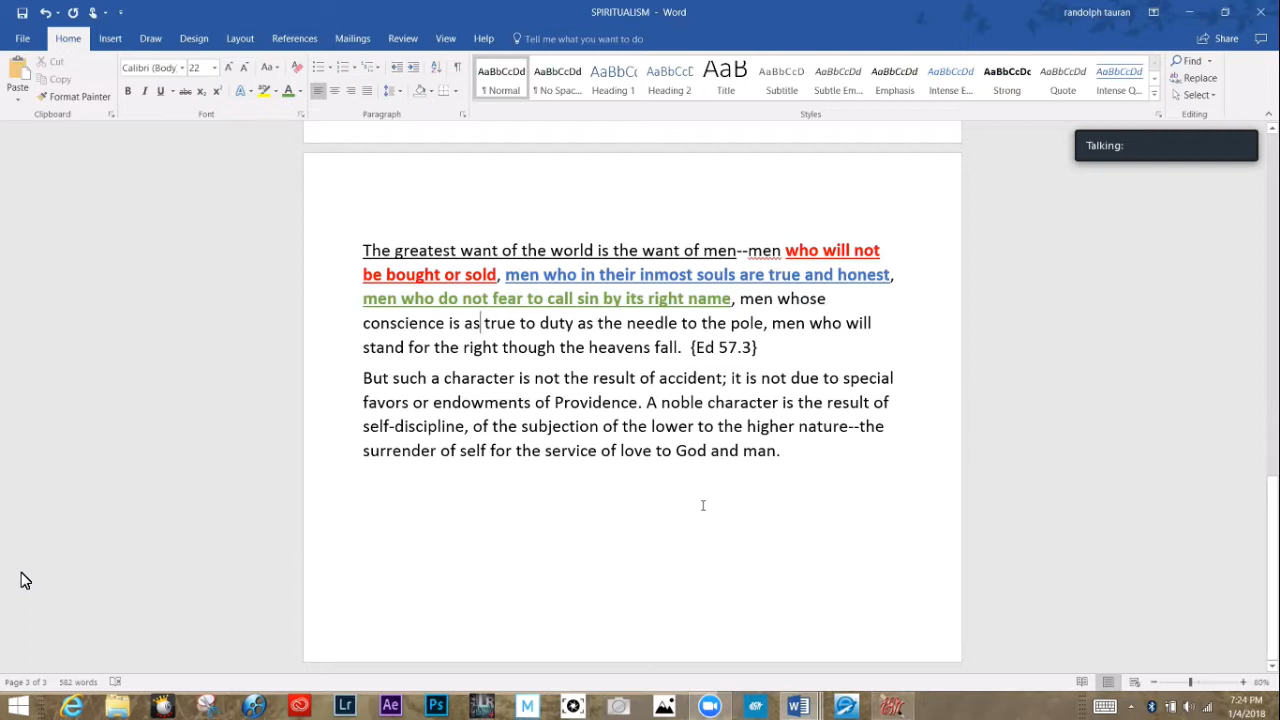 SPIRITUALISM - Word
randolph tauran
File Home Insert Draw Design Layout References Mailings Review View Help Tell me what you want to do Share
Cut
Copy
Format Painter
Paste
Calibri (Body) 22
AaBbCcDd AaBbCcDd AaBbCc AaBbCcD AaB AaBbCcD AaBbCcDd AaBbCcDd AaBbCcDd AaBbCcDc AaBbCcDd AaBbCcDd
¶ Normal ¶ No Spac... Heading 1 Heading 2 Title Subtitle Subtle Em... Emphasis Intense E... Strong Quote Intense Q...
Find
Replace
Select
Clipboard Font Paragraph Styles Editing
Talking:
The greatest want of the world is the want of men--men who will not
be bought or sold, men who in their inmost souls are true and honest,
men who do not fear to call sin by its right name, men whose
conscience is as true to duty as the needle to the pole, men who will
stand for the right though the heavens fall.  {Ed 57.3}
But such a character is not the result of accident; it is not due to special
favors or endowments of Providence. A noble character is the result of
self-discipline, of the subjection of the lower to the higher nature--the
surrender of self for the service of love to God and man.
Page 3 of 3 582 words
80%
Lr Ae Ps M
7:24 PM
1/4/2018